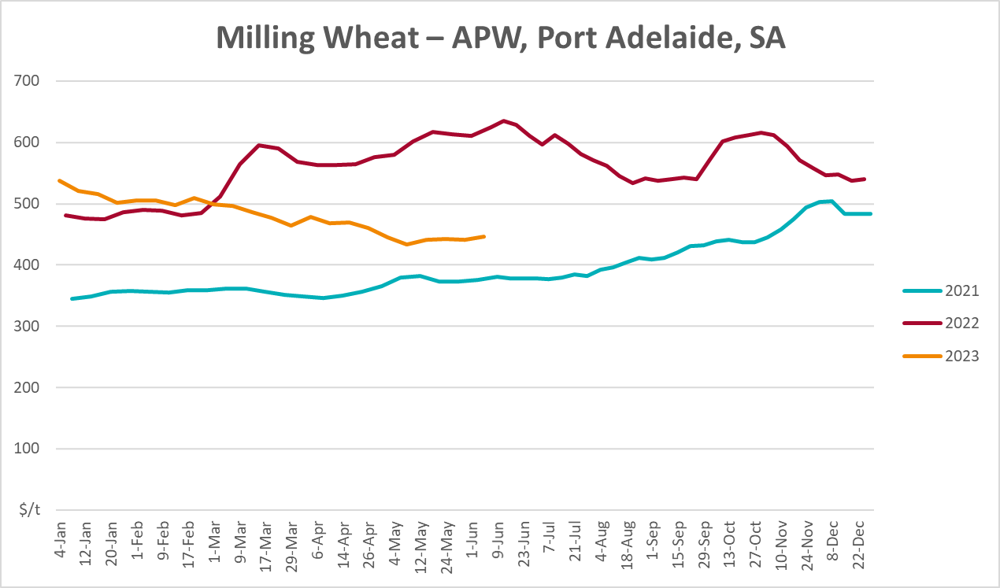 Milling Wheat – APW, Port Adelaide, SA
700
600
500
400
300
200
100
$/t
4-Jan
12-Jan
20-Jan
1-Feb
9-Feb
17-Feb
1-Mar
9-Mar
17-Mar
29-Mar
6-Apr
14-Apr
26-Apr
4-May
12-May
24-May
1-Jun
9-Jun
23-Jun
7-Jul
21-Jul
4-Aug
18-Aug
1-Sep
15-Sep
29-Sep
13-Oct
27-Oct
10-Nov
24-Nov
8-Dec
22-Dec
2021
2022
2023